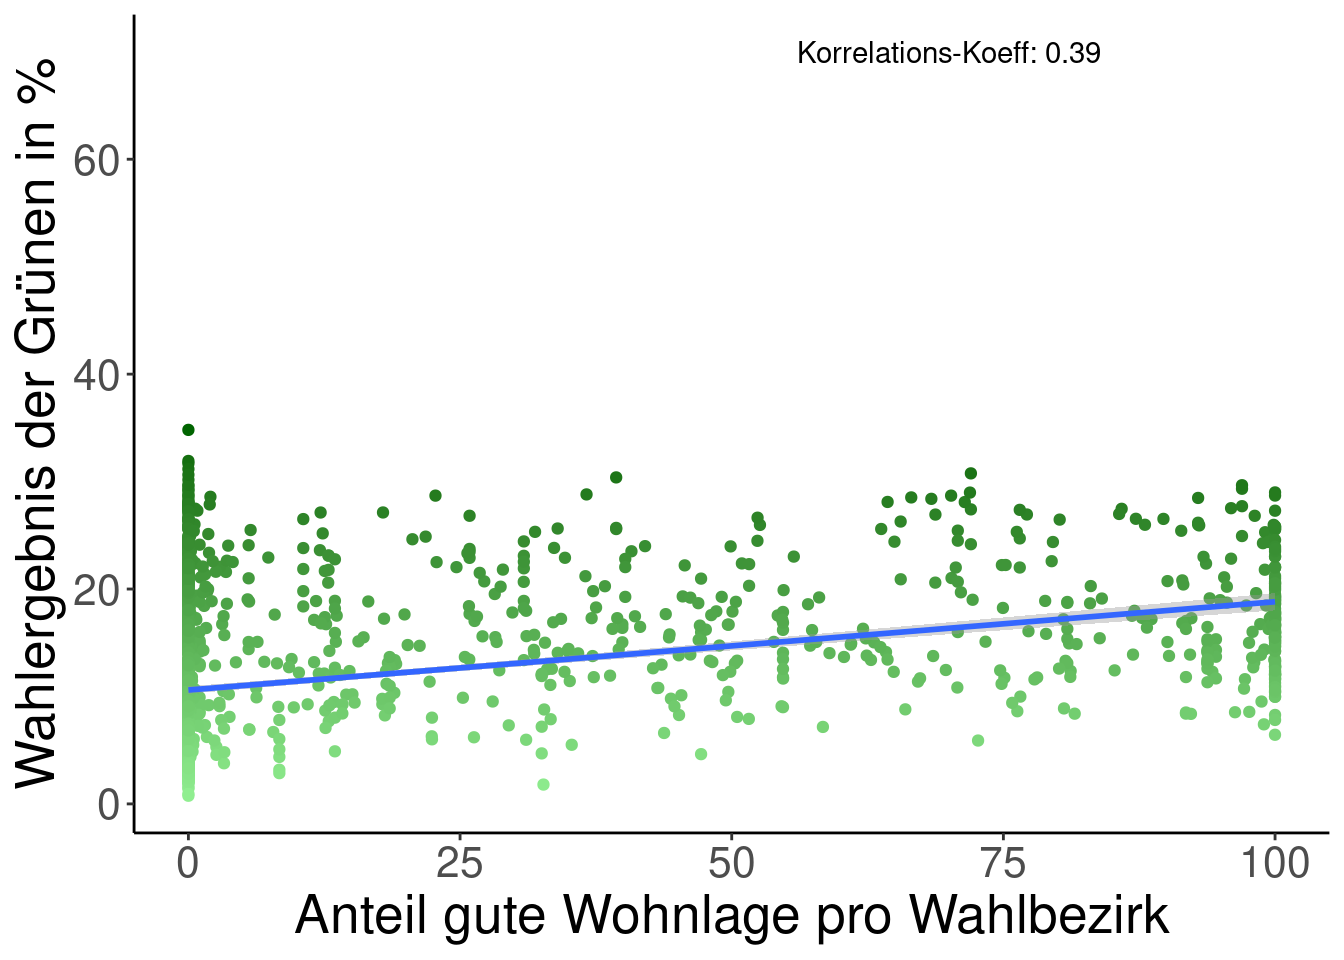 Korrelations-Koeff: 0.39
Wahlergebnis der Grünen in %
60
40
20
0
0 25 50 75 100
Anteil gute Wohnlage pro Wahlbezirk